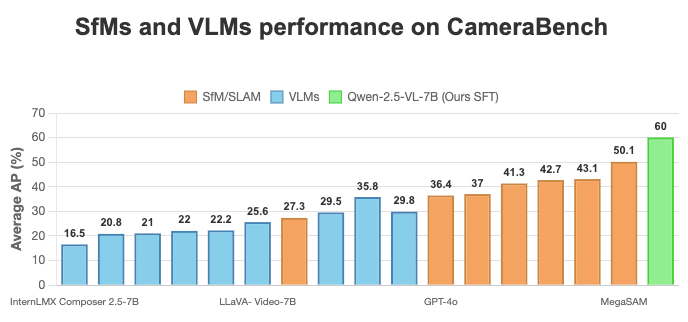 SfMs and VLMs performance on CameraBench
SfM/SLAM VLMs Qwen-2.5-VL-7B (Ours SFT)
Average AP (%)
70
60
50
40
30
20
10
0
16.5 20.8 21 22 22.2 25.6 27.3 29.5 35.8 29.8 36.4 37 41.3 42.7 43.1 50.1 60
InternLMX Composer 2.5-7B LLaVA- Video-7B GPT-4o MegaSAM